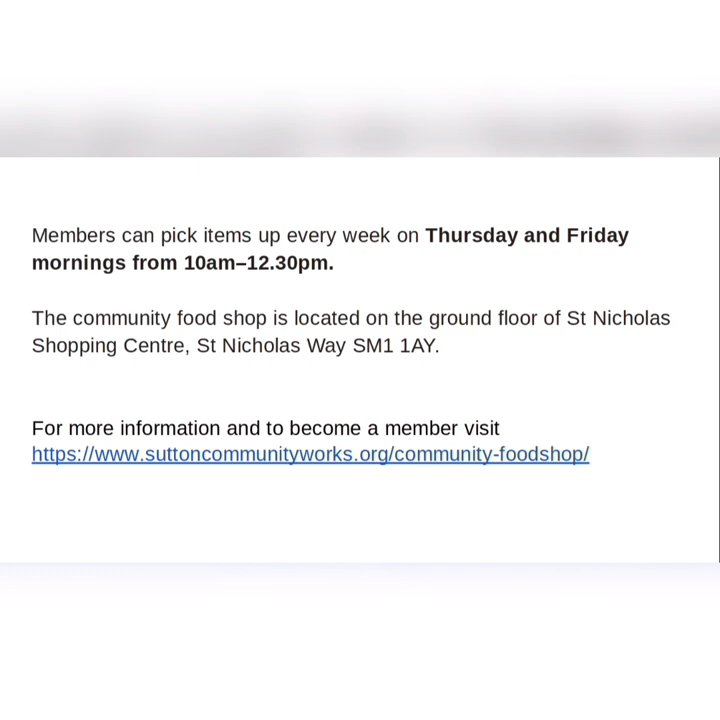 Members can pick items up every week on Thursday and Friday
mornings from 10am–12.30pm.
The community food shop is located on the ground floor of St Nicholas
Shopping Centre, St Nicholas Way SM1 1AY.
For more information and to become a member visit
https://www.suttoncommunityworks.org/community-foodshop/